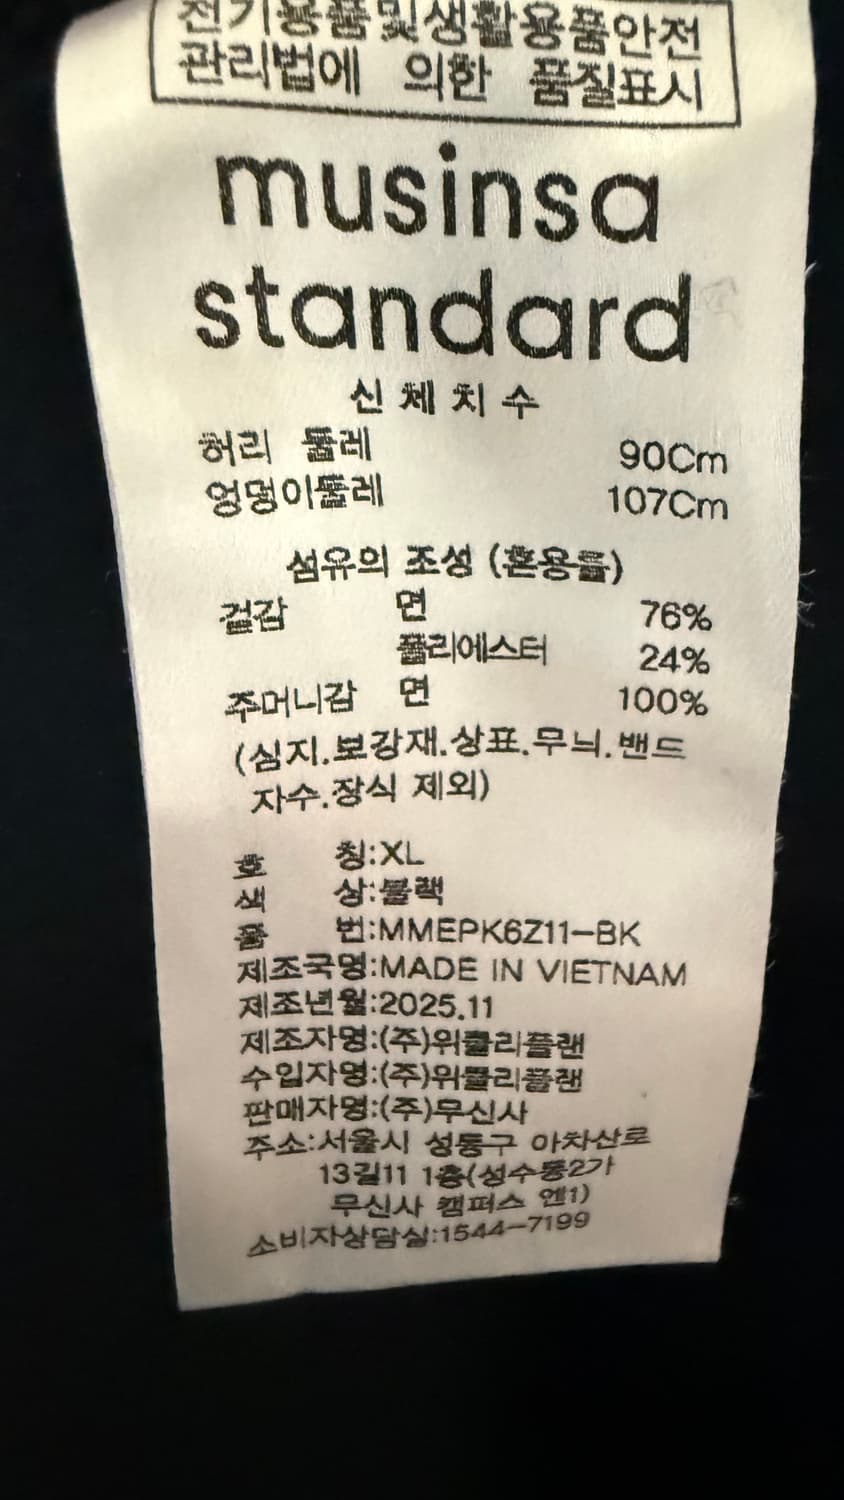 전기용품및생활용품안전
관리법에 의한 품질표시
musinsa
standard
신체치수
허리 둘레 90Cm
엉덩이둘레 107Cm
섬유의 조성 (혼용률)
겉감 면 76%
폴리에스터 24%
주머니감 면 100%
(심지.보강재.상표.무늬.밴드
자수.장식 제외)
호 칭:XL
색 상:블랙
품 번:MMEPK6Z11-BK
제조국명:MADE IN VIETNAM
제조년월:2025.11
제조자명:(주)위클리플랜
수입자명:(주)위클리플랜
판매자명:(주)무신사
주소:서울시 성동구 아차산로
13길11 1층(성수동2가
무신사 캠퍼스 엔1)
소비자상담실:1544-7199